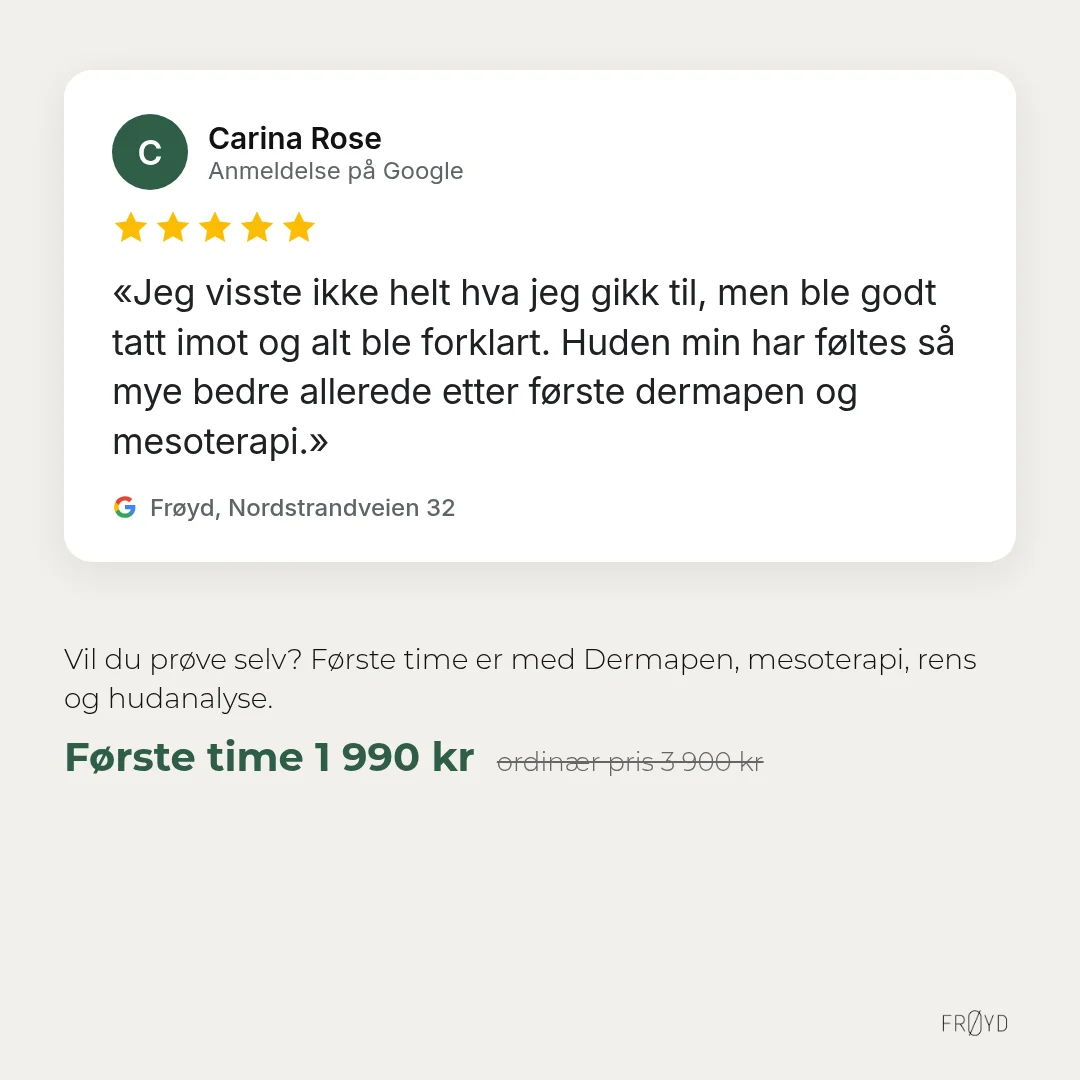 C
Carina Rose
Anmeldelse på Google
«Jeg visste ikke helt hva jeg gikk til, men ble godt
tatt imot og alt ble forklart. Huden min har føltes så
mye bedre allerede etter første dermapen og
mesoterapi.»
Frøyd, Nordstrandveien 32
Vil du prøve selv? Første time er med Dermapen, mesoterapi, rens
og hudanalyse.
Første time 1 990 kr ordinær pris 3 900 kr
FRØYD